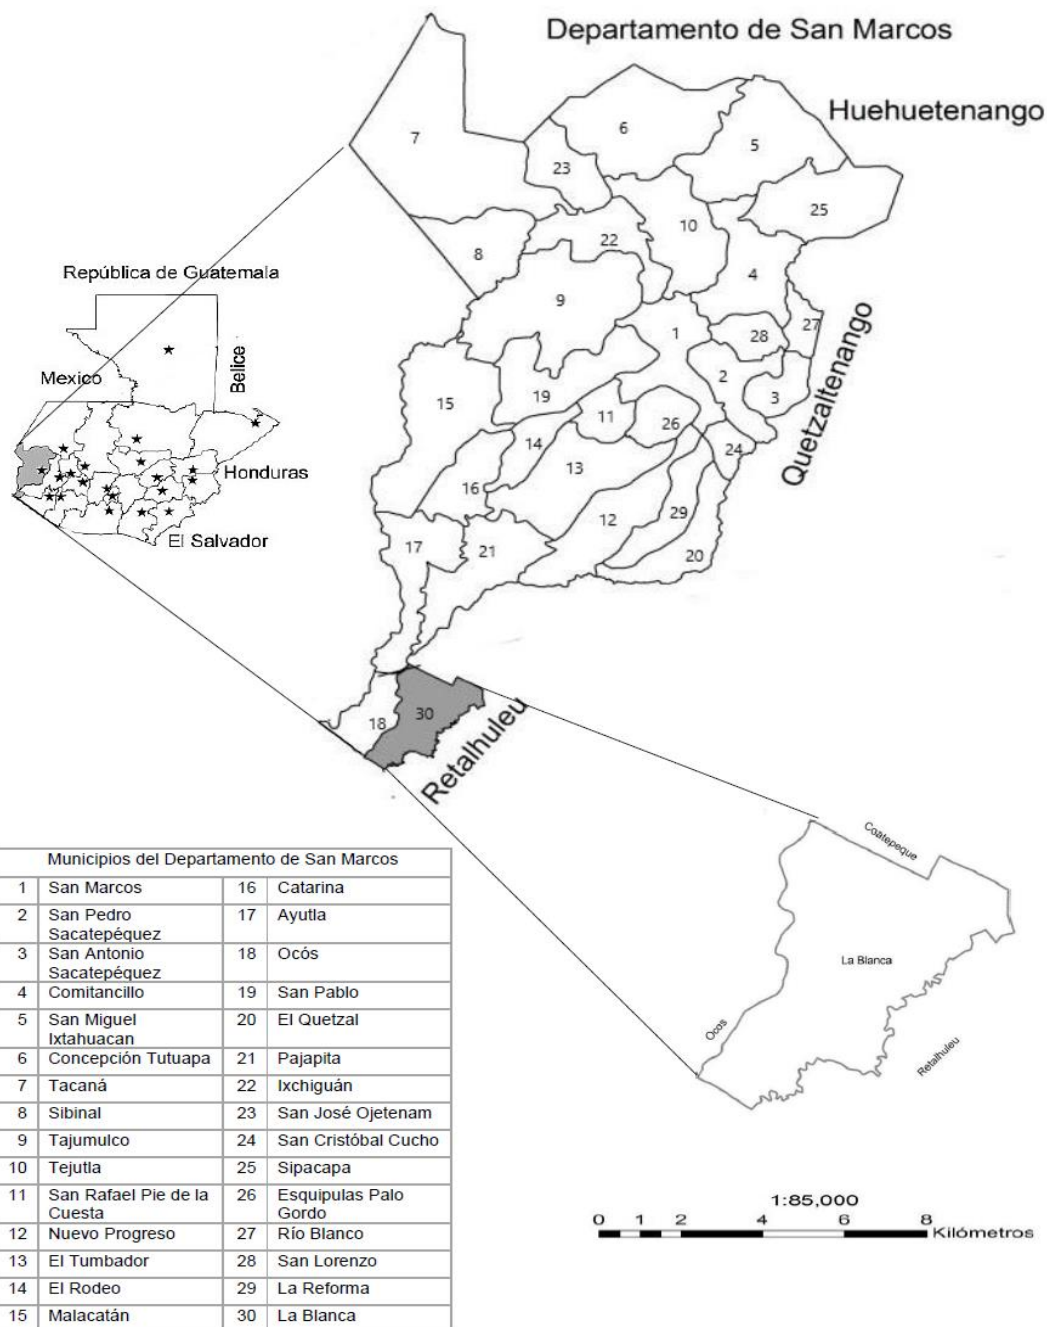 Departamento de San Marcos
Huehuetenango
7
6
5
23
25
10
22
8
4
9
27
1
28
2
3
Quetzaltenango
19
15
11
26
14
24
13
16
12
29
17
21
20
18
30
Retalhuleu
República de Guatemala
Mexico
Belice
Honduras
El Salvador
Coatepeque
La Blanca
Ocos
Retalhuleu
1:85,000
0 1 2 4 6 8
Kilómetros
Municipios del Departamento de San Marcos
1 San Marcos 16 Catarina
2 San Pedro Sacatepéquez 17 Ayutla
3 San Antonio Sacatepéquez 18 Ocós
4 Comitancillo 19 San Pablo
5 San Miguel Ixtahuacan 20 El Quetzal
6 Concepción Tutuapa 21 Pajapita
7 Tacaná 22 Ixchiguán
8 Sibinal 23 San José Ojetenam
9 Tajumulco 24 San Cristóbal Cucho
10 Tejutla 25 Sipacapa
11 San Rafael Pie de la Cuesta 26 Esquipulas Palo Gordo
12 Nuevo Progreso 27 Río Blanco
13 El Tumbador 28 San Lorenzo
14 El Rodeo 29 La Reforma
15 Malacatán 30 La Blanca